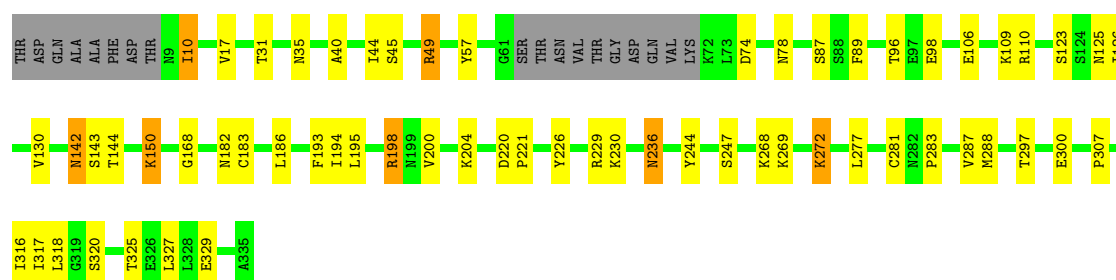 THR ASP GLN ALA ALA PHE ASP THR N9 I10 V17 T31 N35 A40 I44 S45 R49 Y57 G61 SER THR ASN VAL THR GLY ASP GLN VAL LYS K72 L73 D74 N78 S87 S88 F89 T96 E97 E98 E106 K109 R110 S123 S124 N125
V130 N142 S143 T144 K150 G168 N182 C183 L186 F193 I194 L195 R198 N199 V200 K204 D220 P221 Y226 R229 K230 N236 Y244 S247 K268 K269 K272 L277 C281 N282 P283 V287 M288 T297 E300 P307
I316 I317 L318 G319 S320 T325 E326 L327 L328 E329 A335